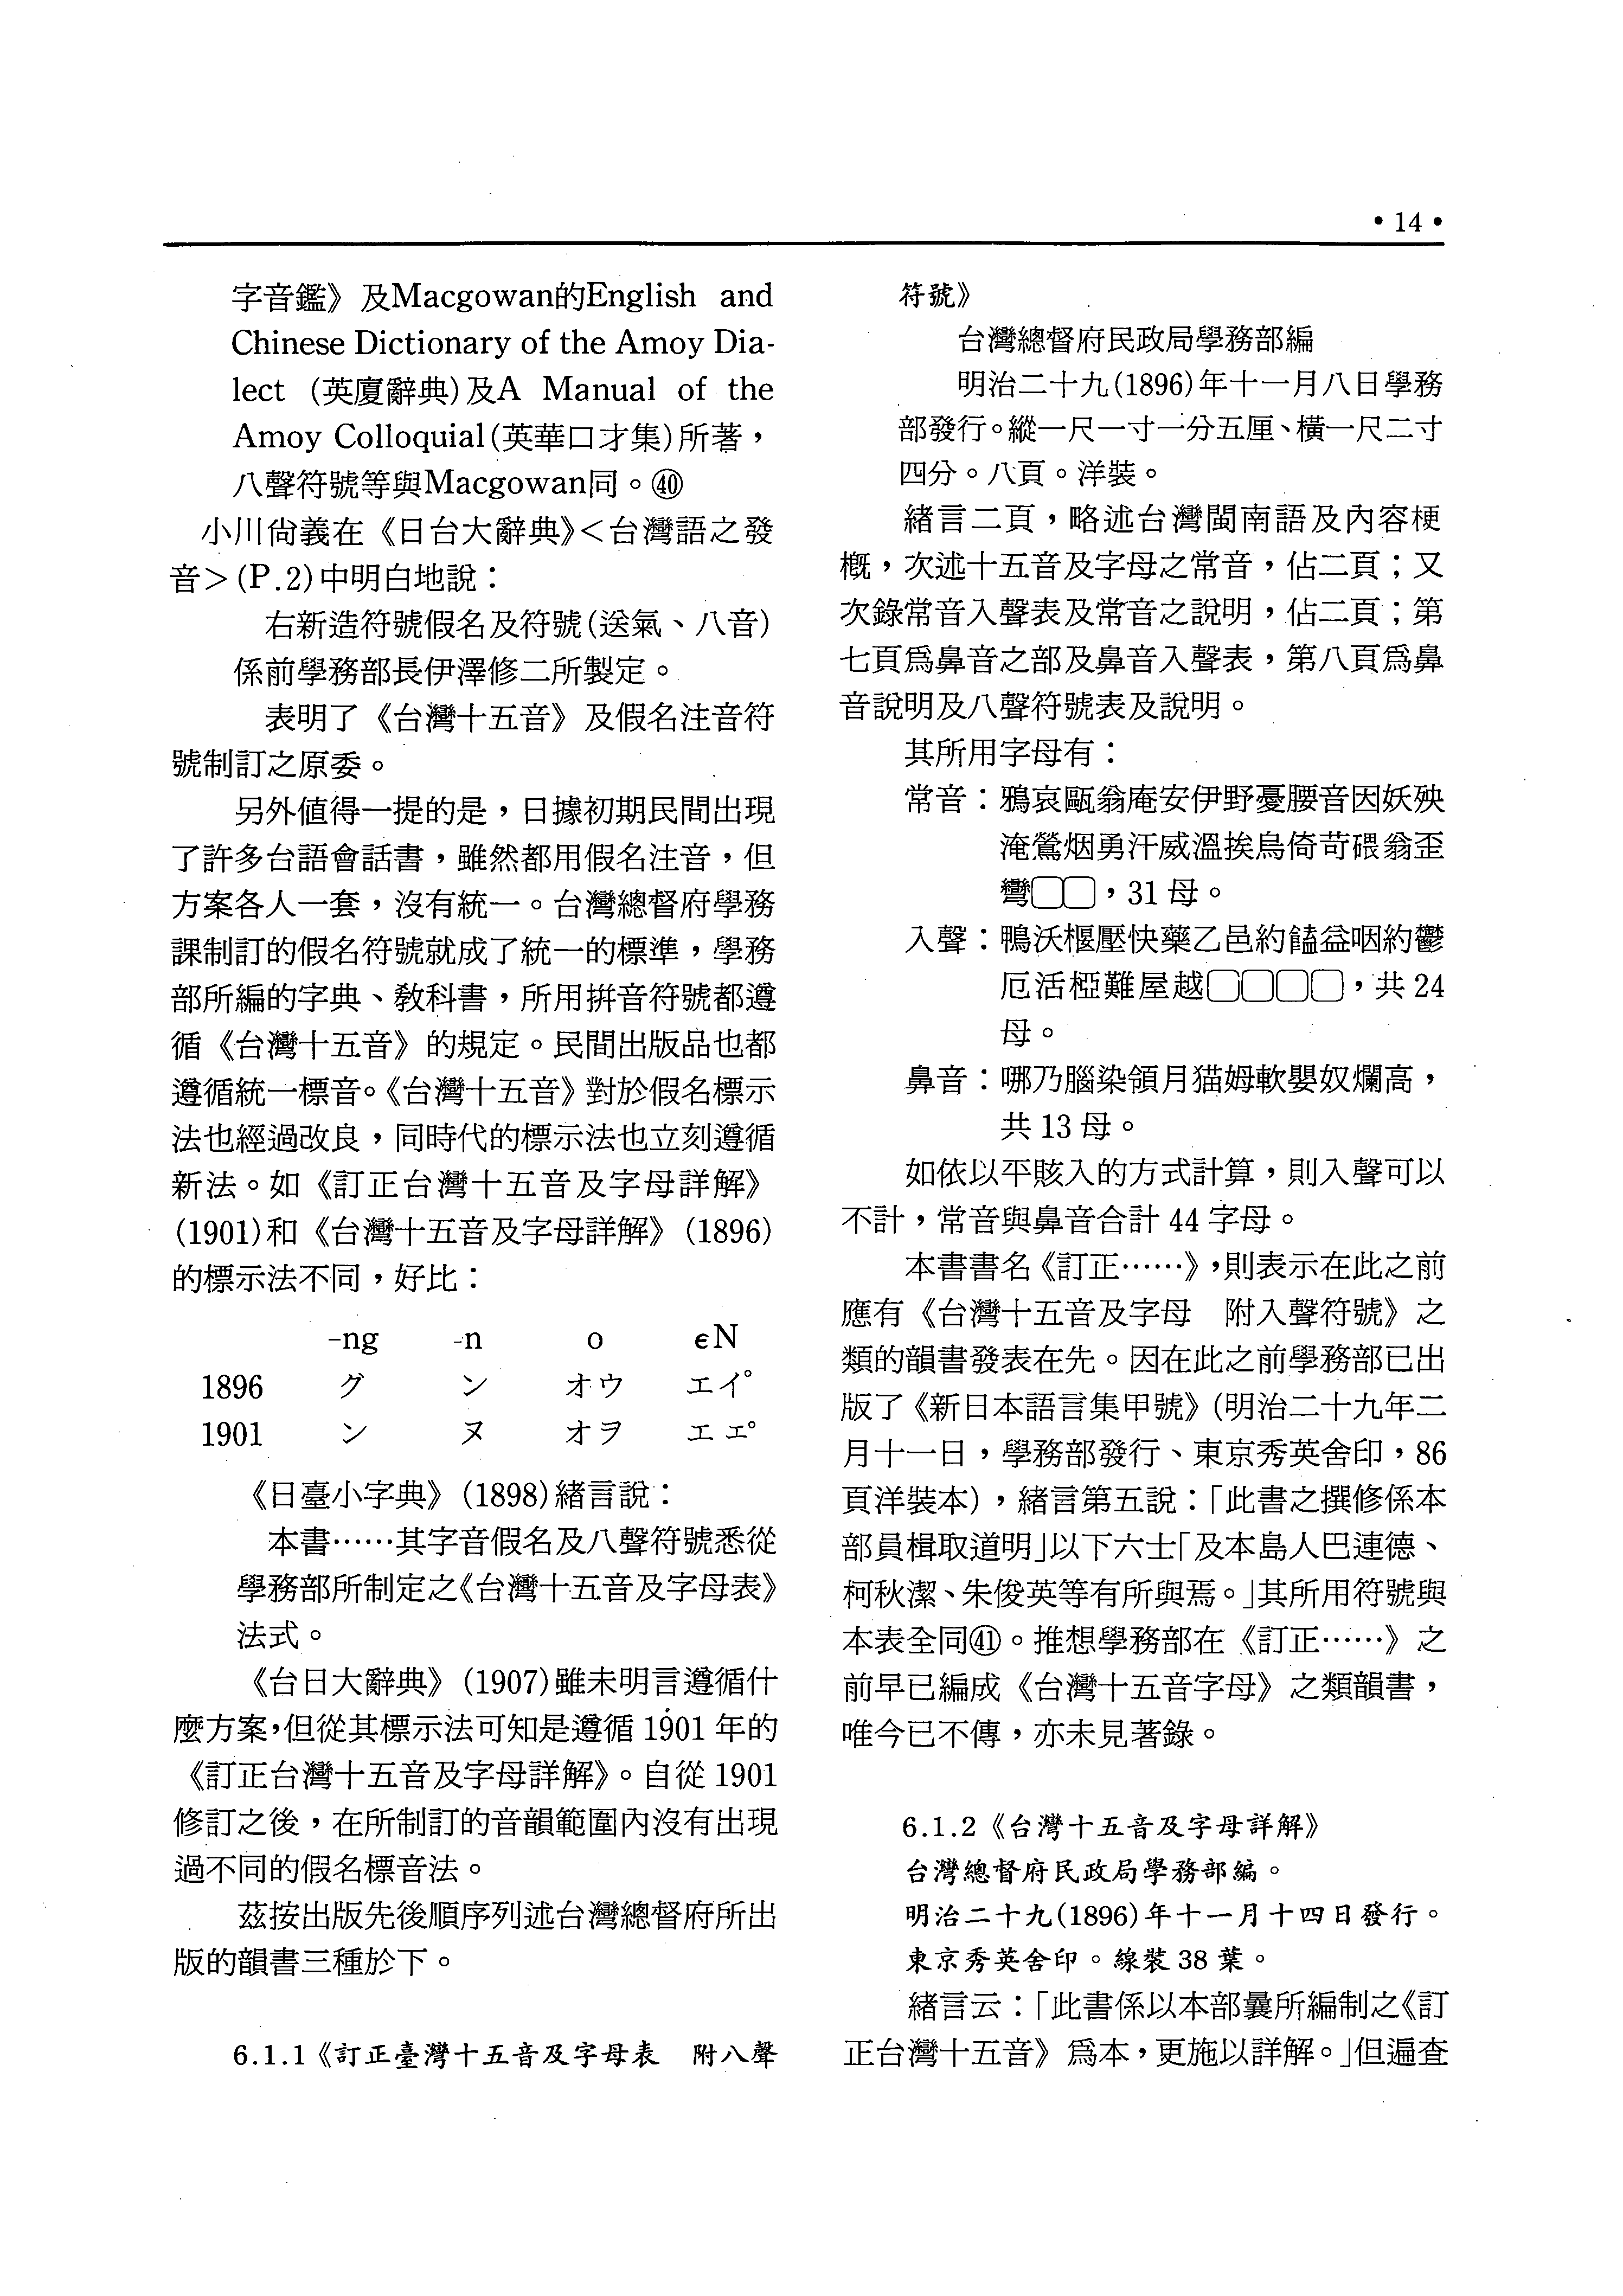 • 14 •
字音鑑》及Macgowan的English and
Chinese Dictionary of the Amoy Dia-
lect (英廈辭典)及A Manual of the
Amoy Colloquial(英華口才集)所著，
八聲符號等與Macgowan同。㊵
小川尙義在《日台大辭典》<台灣語之發
音>(P.2)中明白地說：
右新造符號假名及符號(送氣、八音)
係前學務部長伊澤修二所製定。
表明了《台灣十五音》及假名注音符
號制訂之原委。
另外值得一提的是，日據初期民間出現
了許多台語會話書，雖然都用假名注音，但
方案各人一套，沒有統一。台灣總督府學務
課制訂的假名符號就成了統一的標準，學務
部所編的字典、敎科書，所用拼音符號都遵
循《台灣十五音》的規定。民間出版品也都
遵循統一標音。《台灣十五音》對於假名標示
法也經過改良，同時代的標示法也立刻遵循
新法。如《訂正台灣十五音及字母詳解》
(1901)和《台灣十五音及字母詳解》(1896)
的標示法不同，好比：
-ng -n o ɛN
1896 グ ン オウ エイ°
1901 ン ヌ オヲ エエ°
《日臺小字典》(1898)緒言說：
本書……其字音假名及八聲符號悉從
學務部所制定之《台灣十五音及字母表》
法式。
《台日大辭典》(1907)雖未明言遵循什
麼方案，但從其標示法可知是遵循1901年的
《訂正台灣十五音及字母詳解》。自從1901
修訂之後，在所制訂的音韻範圍內沒有出現
過不同的假名標音法。
茲按出版先後順序列述台灣總督府所出
版的韻書三種於下。
6.1.1《訂正臺灣十五音及字母表　附八聲
符號》
台灣總督府民政局學務部編
明治二十九(1896)年十一月八日學務
部發行。縱一尺一寸一分五厘、橫一尺二寸
四分。八頁。洋裝。
緒言二頁，略述台灣閩南語及內容梗
概，次述十五音及字母之常音，佔二頁；又
次錄常音入聲表及常音之說明，佔二頁；第
七頁爲鼻音之部及鼻音入聲表，第八頁爲鼻
音說明及八聲符號表及說明。
其所用字母有：
常音：鴉哀甌翁庵安伊野憂腰音因妖殃
淹鶯烟勇汗威溫挨烏倚苛碨翁歪
彎□□，31母。
入聲：鴨沃榧壓快藥乙邑約饁益咽約鬱
厄活椏難屋越□□□□，共24
母。
鼻音：哪乃腦染領月猫姆軟嬰奴爛高，
共13母。
如依以平賅入的方式計算，則入聲可以
不計，常音與鼻音合計44字母。
本書書名《訂正……》，則表示在此之前
應有《台灣十五音及字母　附入聲符號》之
類的韻書發表在先。因在此之前學務部已出
版了《新日本語言集甲號》(明治二十九年二
月十一日，學務部發行、東京秀英舍印，86
頁洋裝本)，緒言第五說：「此書之撰修係本
部員楫取道明」以下六士「及本島人巴連德、
柯秋潔、朱俊英等有所與焉。」其所用符號與
本表全同㊶。推想學務部在《訂正……》之
前早已編成《台灣十五音字母》之類韻書，
唯今已不傳，亦未見著錄。
6.1.2《台灣十五音及字母詳解》
台灣總督府民政局學務部編。
明治二十九(1896)年十一月十四日發行。
東京秀英舍印。線裝38葉。
緒言云：「此書係以本部曩所編制之《訂
正台灣十五音》爲本，更施以詳解。」但遍查